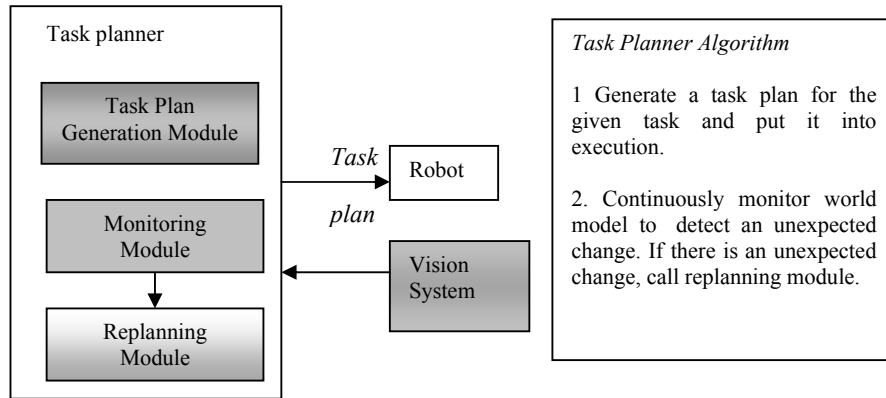 Task planner
Task Plan
Generation Module
Monitoring
Module
Replanning
Module
Task
plan
Robot
Vision
System
Task Planner Algorithm
1 Generate a task plan for the
given task and put it into
execution.
2. Continuously monitor world
model to detect an unexpected
change. If there is an unexpected
change, call replanning module.